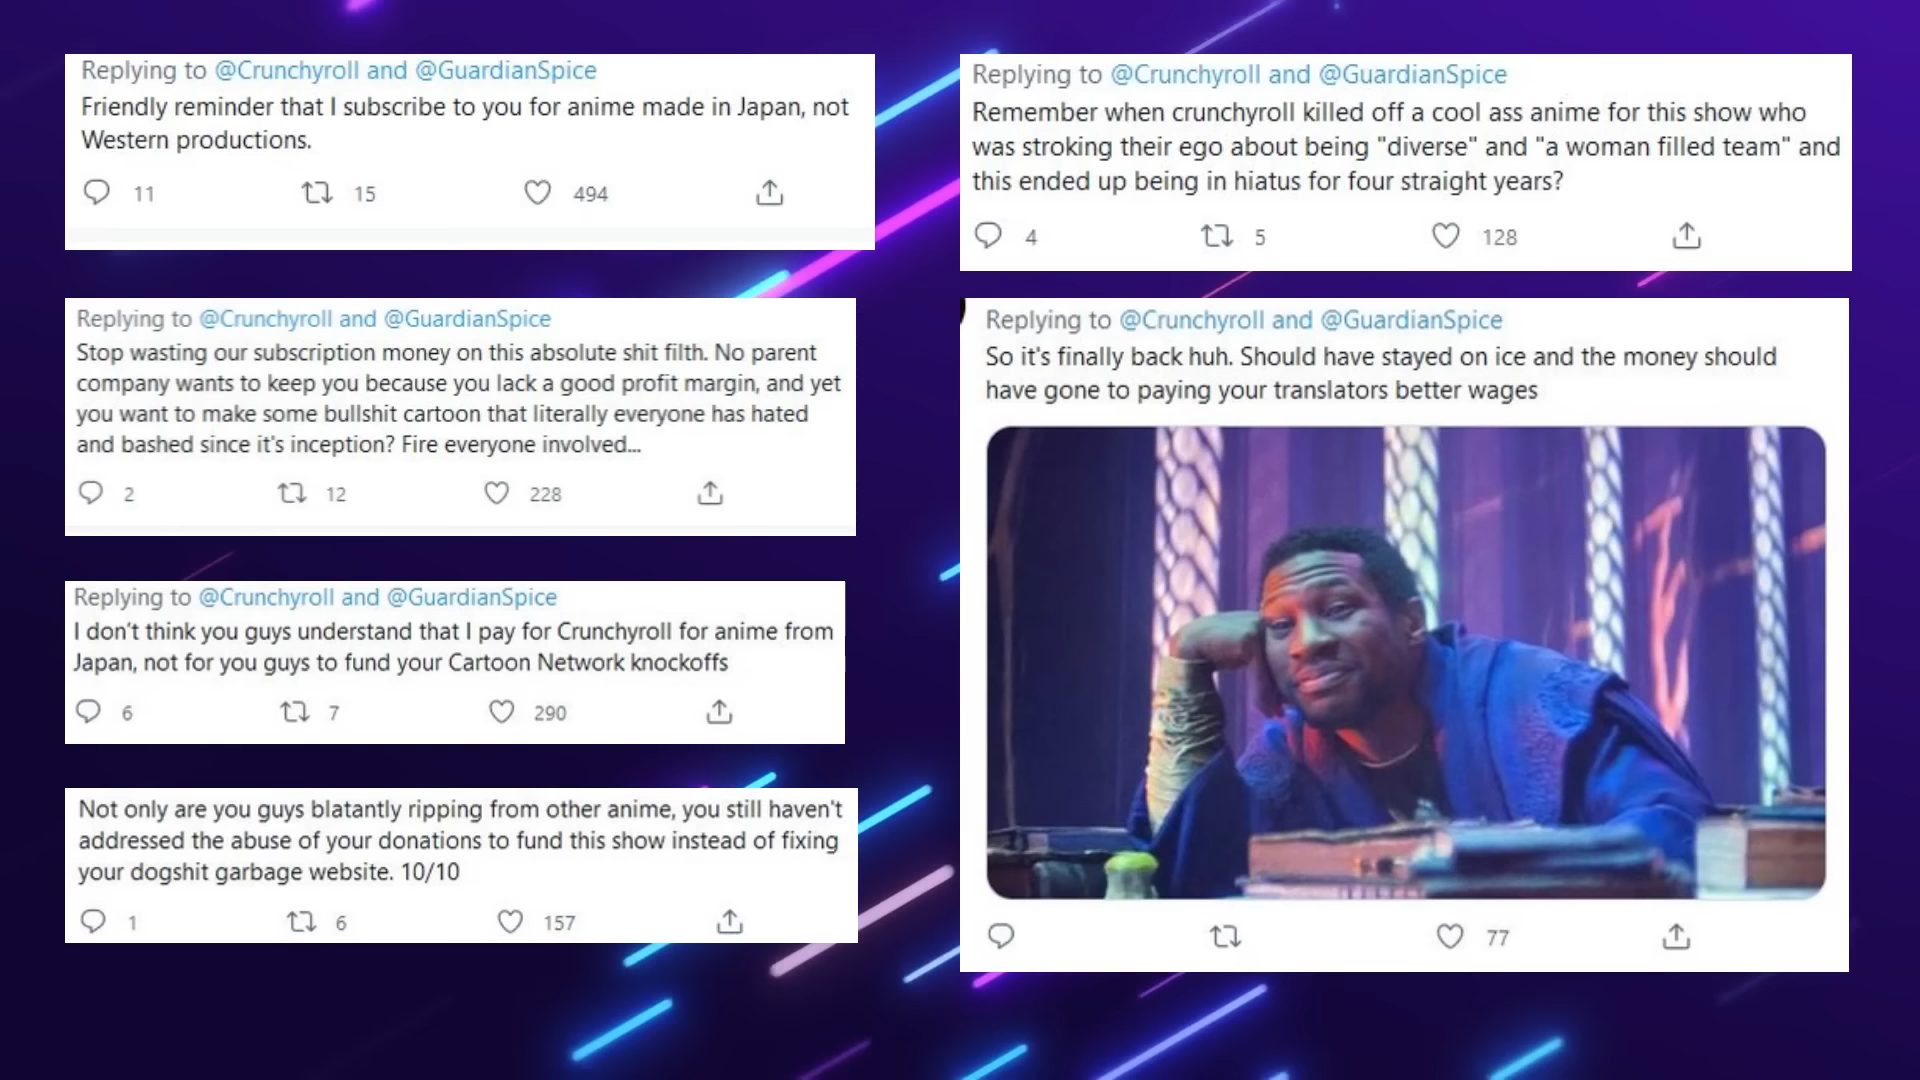 Replying to @Crunchyroll and @GuardianSpice
Friendly reminder that I subscribe to you for anime made in Japan, not
Western productions.
11 15 494
Replying to @Crunchyroll and @GuardianSpice
Stop wasting our subscription money on this absolute shit filth. No parent
company wants to keep you because you lack a good profit margin, and yet
you want to make some bullshit cartoon that literally everyone has hated
and bashed since it's inception? Fire everyone involved...
2 12 228
Replying to @Crunchyroll and @GuardianSpice
I don't think you guys understand that I pay for Crunchyroll for anime from
Japan, not for you guys to fund your Cartoon Network knockoffs
6 7 290
Not only are you guys blatantly ripping from other anime, you still haven't
addressed the abuse of your donations to fund this show instead of fixing
your dogshit garbage website. 10/10
1 6 157
Replying to @Crunchyroll and @GuardianSpice
Remember when crunchyroll killed off a cool ass anime for this show who
was stroking their ego about being "diverse" and "a woman filled team" and
this ended up being in hiatus for four straight years?
4 5 128
Replying to @Crunchyroll and @GuardianSpice
So it's finally back huh. Should have stayed on ice and the money should
have gone to paying your translators better wages
77